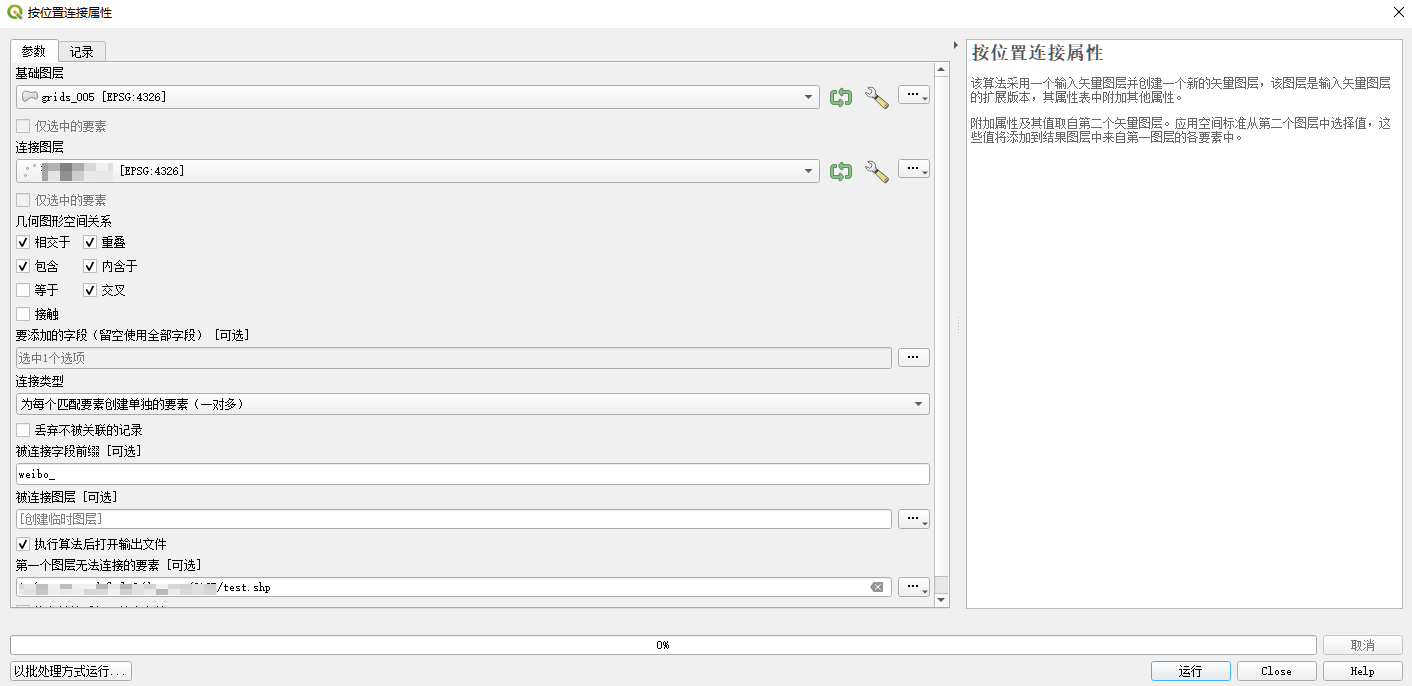 按位置连接属性
参数 记录
基础图层
grids_005 [EPSG:4326]
仅选中的要素
连接图层
[EPSG:4326]
仅选中的要素
几何图形空间关系
相交于 重叠
包含 内含于
等于 交叉
接触
要添加的字段（留空使用全部字段） [可选]
选中1个选项
连接类型
为每个匹配要素创建单独的要素（一对多）
丢弃不被关联的记录
被连接字段前缀 [可选]
weibo_
被连接图层 [可选]
[创建临时图层]
执行算法后打开输出文件
第一个图层无法连接的要素 [可选]
/test.shp
按位置连接属性
该算法采用一个输入矢量图层并创建一个新的矢量图层，该图层是输入矢量图层
的扩展版本，其属性表中附加其他属性。
附加属性及其值取自第二个矢量图层。应用空间标准从第二个图层中选择值，这
些值将添加到结果图层中来自第一图层的各要素中。
0%
取消
以批处理方式运行...
运行 Close Help